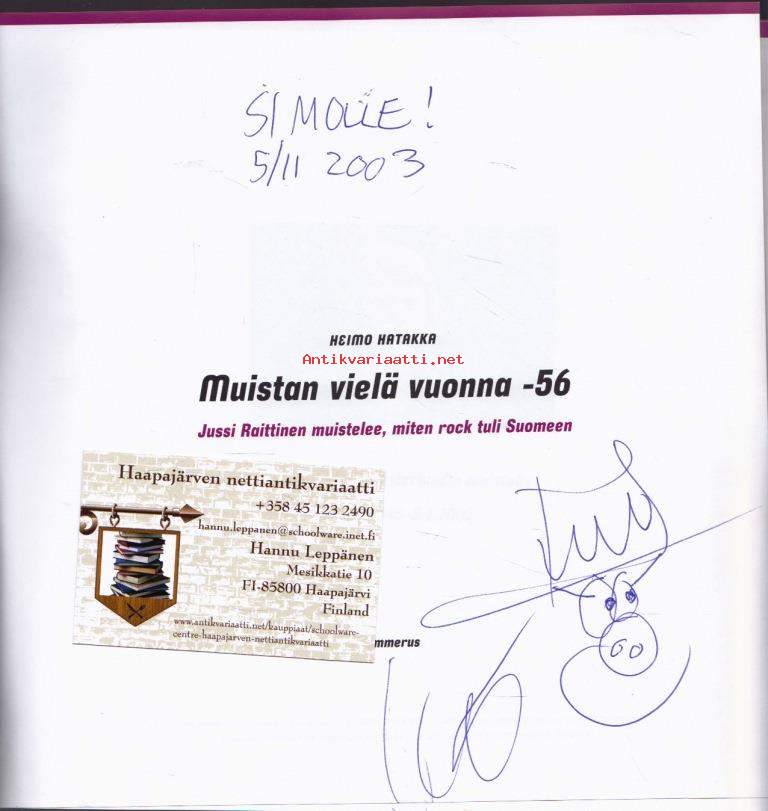 SIMOLLE!
5/11 2003
HEIMO HATAKKA
Antikvariaatti.net
Muistan vielä vuonna -56
Jussi Raittinen muistelee, miten rock tuli Suomeen
Haapajärven nettiantikvariaatti
+358 45 123 2490
hannu.leppanen@schoolware.inet.fi
Hannu Leppänen
Mesikkatie 10
FI-85800 Haapajärvi
Finland
www.antikvariaatti.net/kauppiaat/schoolware-
centre-haapajarven-nettiantikvariaatti
mmerus